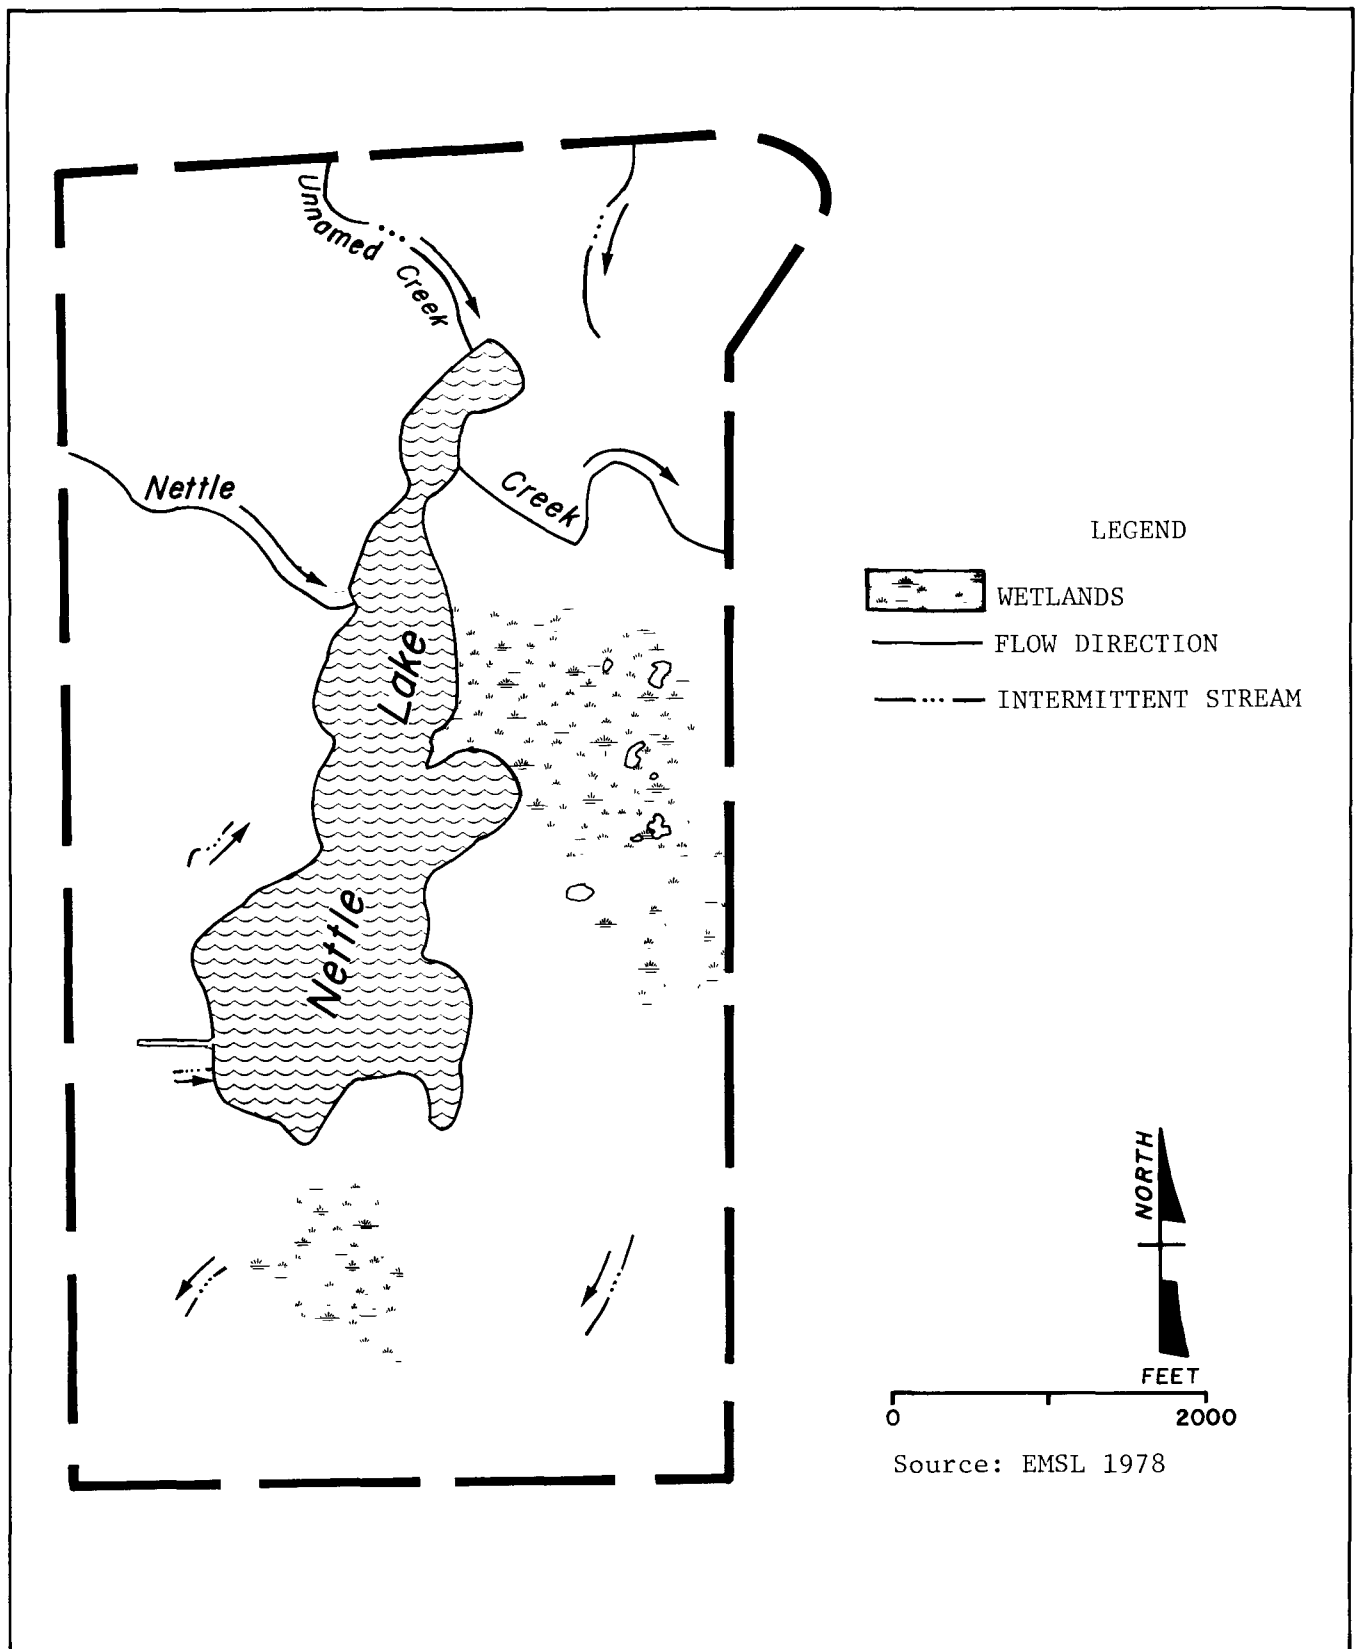 Unnamed Creek
Nettle
Creek
Nettle Lake
LEGEND
WETLANDS
FLOW DIRECTION
INTERMITTENT STREAM
NORTH
FEET
0 2000
Source: EMSL 1978